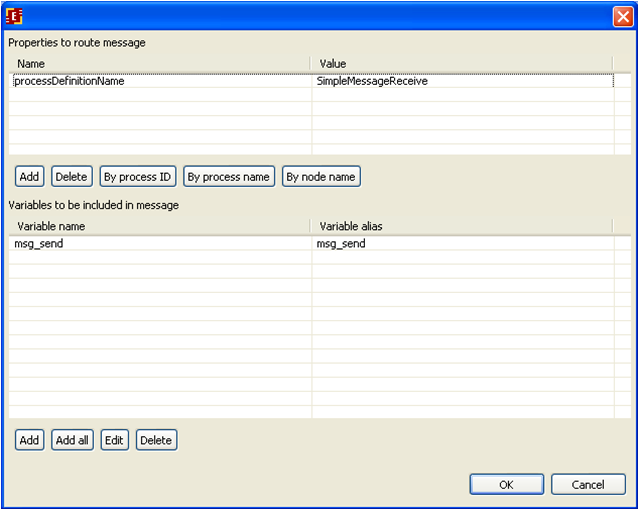 E
Properties to route message
Name Value
processDefinitionName SimpleMessageReceive
Add Delete By process ID By process name By node name
Variables to be included in message
Variable name Variable alias
msg_send msg_send
Add Add all Edit Delete
OK Cancel